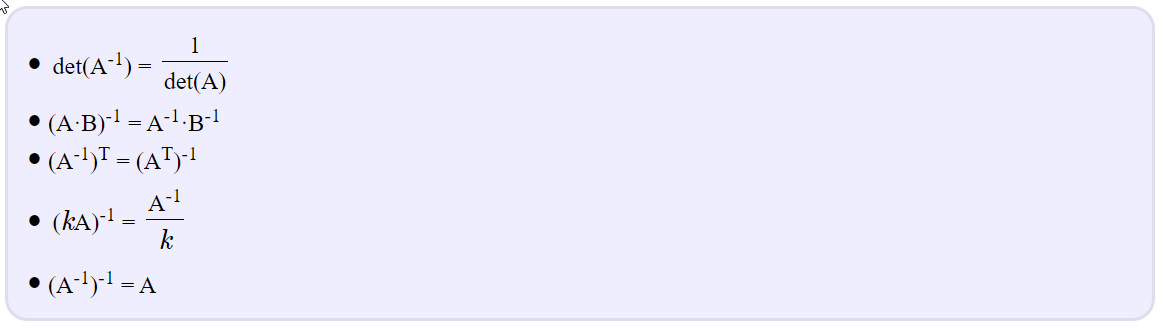 • det(A⁻¹) = 1/det(A)
• (A·B)⁻¹ = A⁻¹·B⁻¹
• (A⁻¹)ᵀ = (Aᵀ)⁻¹
• (kA)⁻¹ = A⁻¹/k
• (A⁻¹)⁻¹ = A